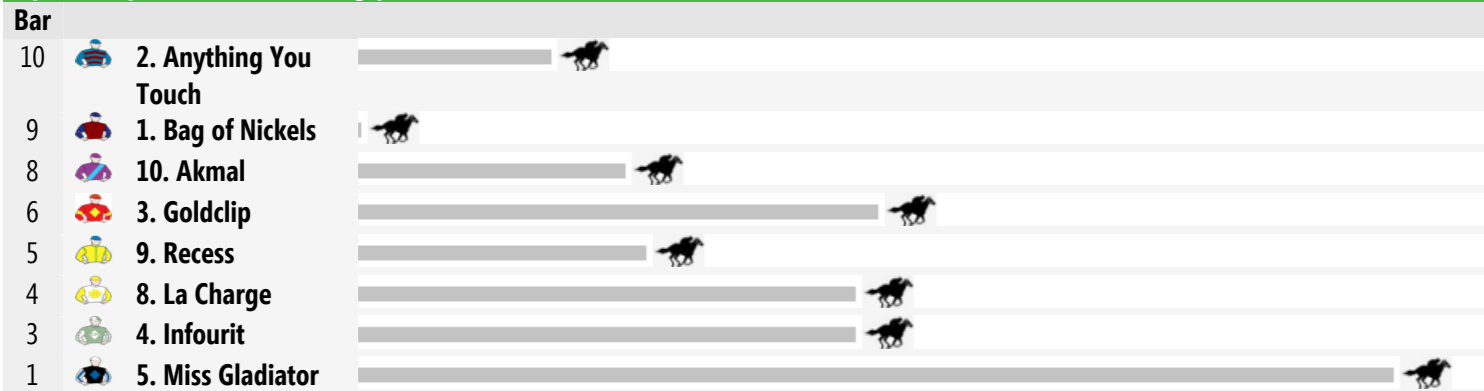 Bar
10 2. Anything You
Touch
9 1. Bag of Nickels
8 10. Akmal
6 3. Goldclip
5 9. Recess
4 8. La Charge
3 4. Infourit
1 5. Miss Gladiator